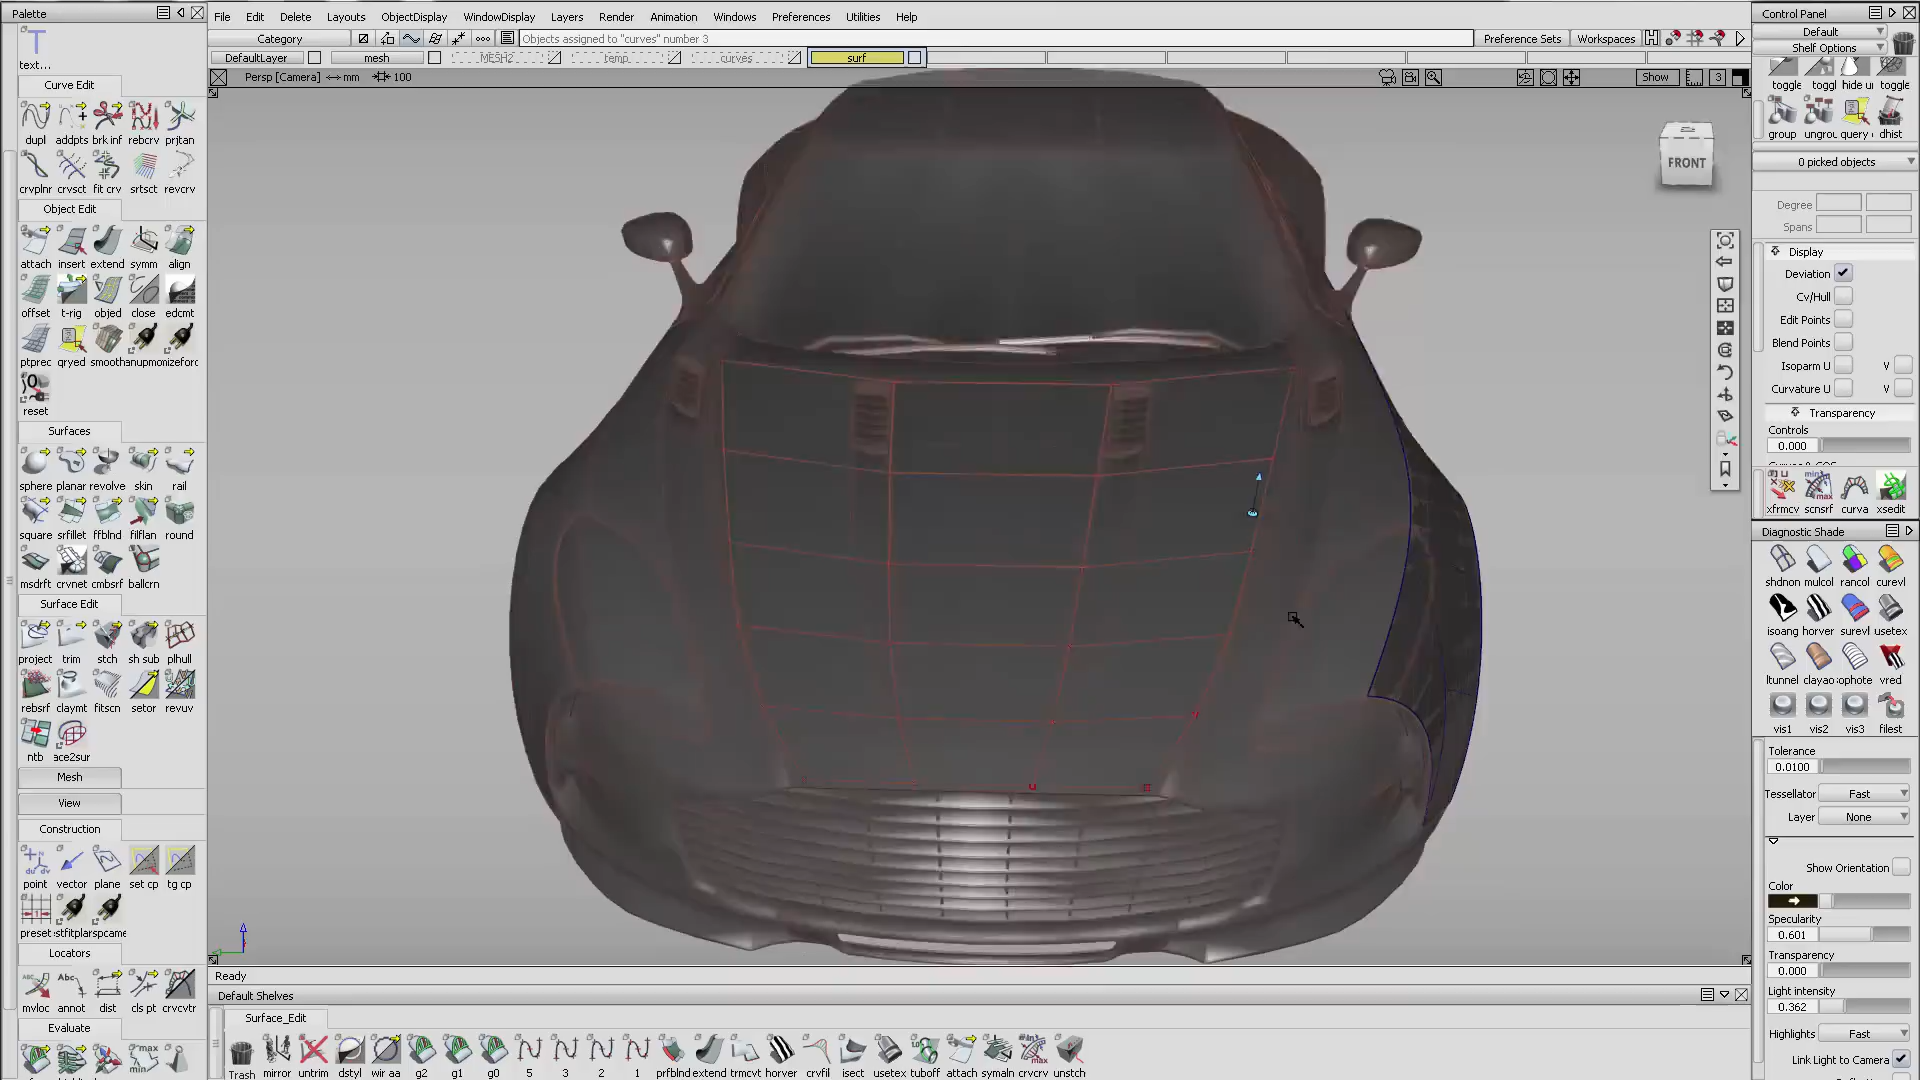 Palette
File Edit Delete Layouts ObjectDisplay WindowDisplay Layers Render Animation Windows Preferences Utilities Help
Control Panel
Category
Objects assigned to "curves" number 3
Preference Sets
Workspaces
Default
Shelf Options
DefaultLayer
mesh
MESH2
temp
curves
surf
Persp [Camera] mm 100
Show
3
text...
Curve Edit
dupl addpts brk inf rebcrv prjtan
crvplnr crvsct fit crv srtsct revcrv
Object Edit
attach insert extend symm align
offset t-rig objed close edcmt
ptprec qryed
reset
Surfaces
sphere planar revolve skin rail
square srfillet ffblnd filflan round
msdrft crvnet cmbsrf ballcrn
Surface Edit
project trim stch sh sub plhull
rebsrf claymt fitscn setor revuv
ntb ace2sur
Mesh
View
Construction
point vector plane set cp tg cp
preset
Locators
mvloc annot dist cls pt crvcvtr
Evaluate
FRONT
toggle toggl hide u toggle
group ungrou query dhist
0 picked objects
Degree
Spans
Display
Deviation
Cv/Hull
Edit Points
Blend Points
Isoparm U V
Curvature U V
Transparency
Controls
0.000
xfrmcv scnsrf curva xsedit
Diagnostic Shade
shdnon mulcol rancol curevl
isoang horver surevl usetex
ltunnel clayao vred
vis1 vis2 vis3 filest
Tolerance
0.0100
Tessellator Fast
Layer None
Show Orientation
Color
Specularity
0.601
Transparency
0.000
Light intensity
0.362
Highlights Fast
Link Light to Camera
Ready
Default Shelves
Surface_Edit
Trash mirror untrim dstyl wir aa g2 g1 g0 5 3 2 1 prfblnd extend trmcvt horver crvfil isect usetex tuboff attach symaln crvcrv unstch